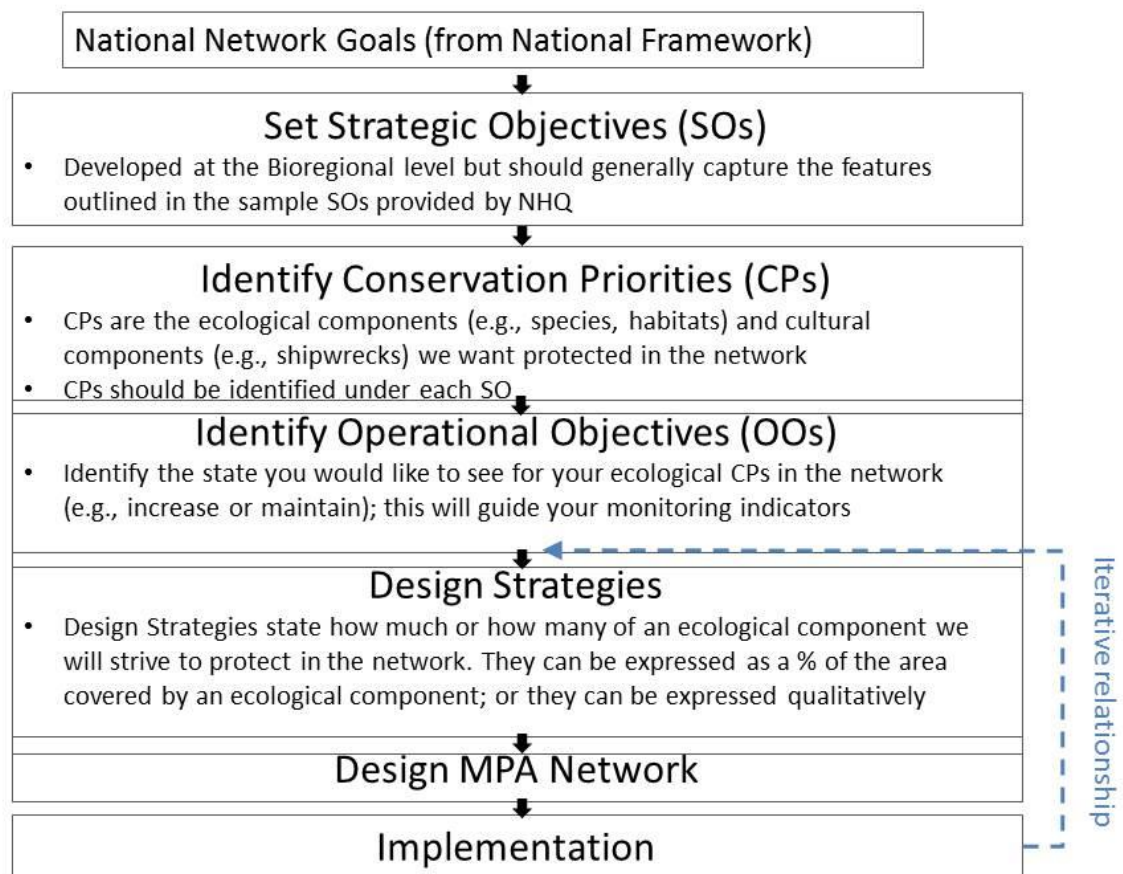 National Network Goals (from National Framework)
Set Strategic Objectives (SOs)
• Developed at the Bioregional level but should generally capture the features
outlined in the sample SOs provided by NHQ
Identify Conservation Priorities (CPs)
• CPs are the ecological components (e.g., species, habitats) and cultural
components (e.g., shipwrecks) we want protected in the network
• CPs should be identified under each SO
Identify Operational Objectives (OOs)
• Identify the state you would like to see for your ecological CPs in the network
(e.g., increase or maintain); this will guide your monitoring indicators
Design Strategies
• Design Strategies state how much or how many of an ecological component we
will strive to protect in the network. They can be expressed as a % of the area
covered by an ecological component; or they can be expressed qualitatively
Design MPA Network
Implementation
Iterative relationship